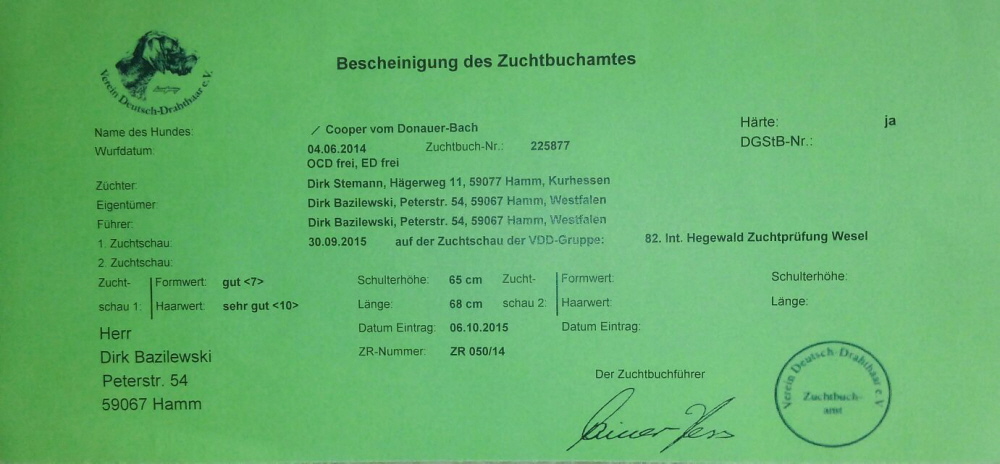 Verein Deutsch-Drahthaar e.V.
Bescheinigung des Zuchtbuchamtes
Name des Hundes: / Cooper vom Donauer-Bach Härte: ja
Wurfdatum: 04.06.2014 Zuchtbuch-Nr.: 225877 DGStB-Nr.:
OCD frei, ED frei
Züchter: Dirk Stemann, Hägerweg 11, 59077 Hamm, Kurhessen
Eigentümer: Dirk Bazilewski, Peterstr. 54, 59067 Hamm, Westfalen
Führer: Dirk Bazilewski, Peterstr. 54, 59067 Hamm, Westfalen
1. Zuchtschau: 30.09.2015 auf der Zuchtschau der VDD-Gruppe: 82. Int. Hegewald Zuchtprüfung Wesel
2. Zuchtschau:
Zucht- Formwert: gut <7> Schulterhöhe: 65 cm Zucht- Formwert: Schulterhöhe:
schau 1: Haarwert: sehr gut <10> Länge: 68 cm schau 2: Haarwert: Länge:
Herr Datum Eintrag: 06.10.2015 Datum Eintrag:
Dirk Bazilewski ZR-Nummer: ZR 050/14
Peterstr. 54 Der Zuchtbuchführer
59067 Hamm
Verein Deutsch-Drahthaar e.V
Zuchtbuch-
amt